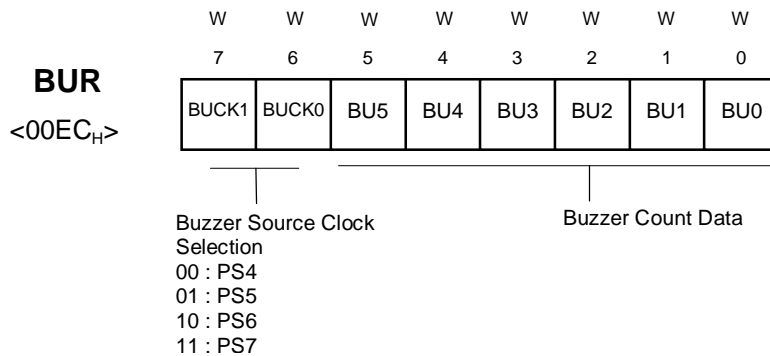 W W W W W W W W
7 6 5 4 3 2 1 0
BUR
BUCK1 BUCK0 BU5 BU4 BU3 BU2 BU1 BU0
<00ECH>
Buzzer Source Clock
Selection
00 : PS4
01 : PS5
10 : PS6
11 : PS7
Buzzer Count Data